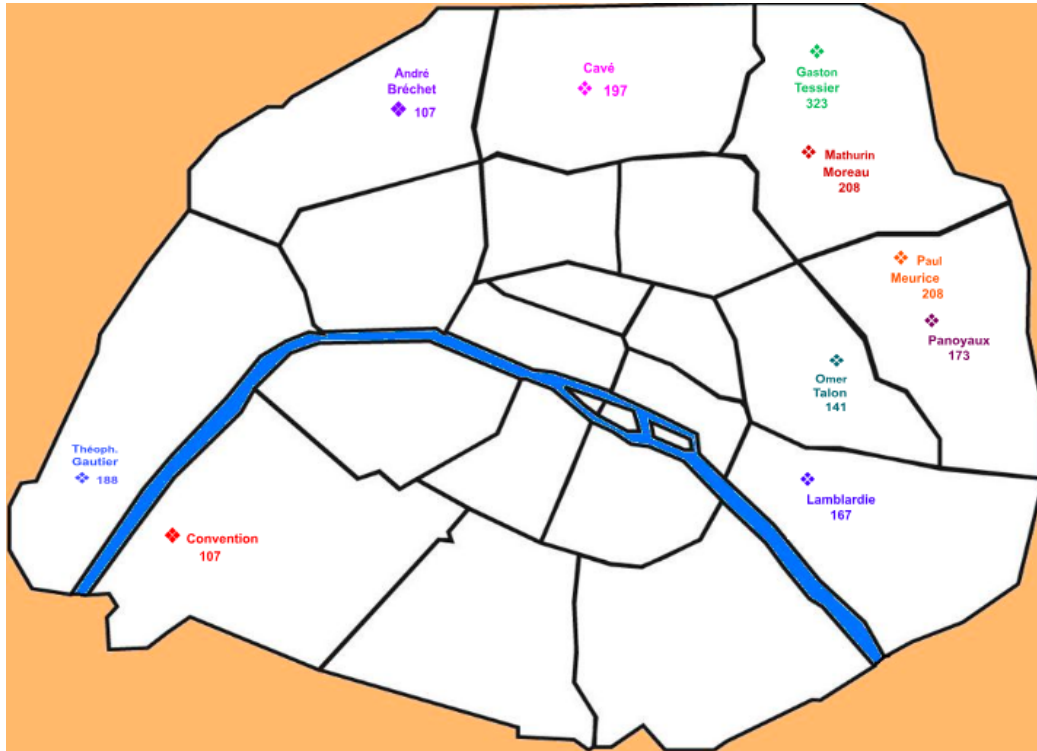 André
Bréchet
107
Cavé
197
Gaston
Tessier
323
Mathurin
Moreau
208
Paul
Meurice
208
Panoyaux
173
Omer
Talon
141
Théoph.
Gautier
188
Lamblardie
167
Convention
107